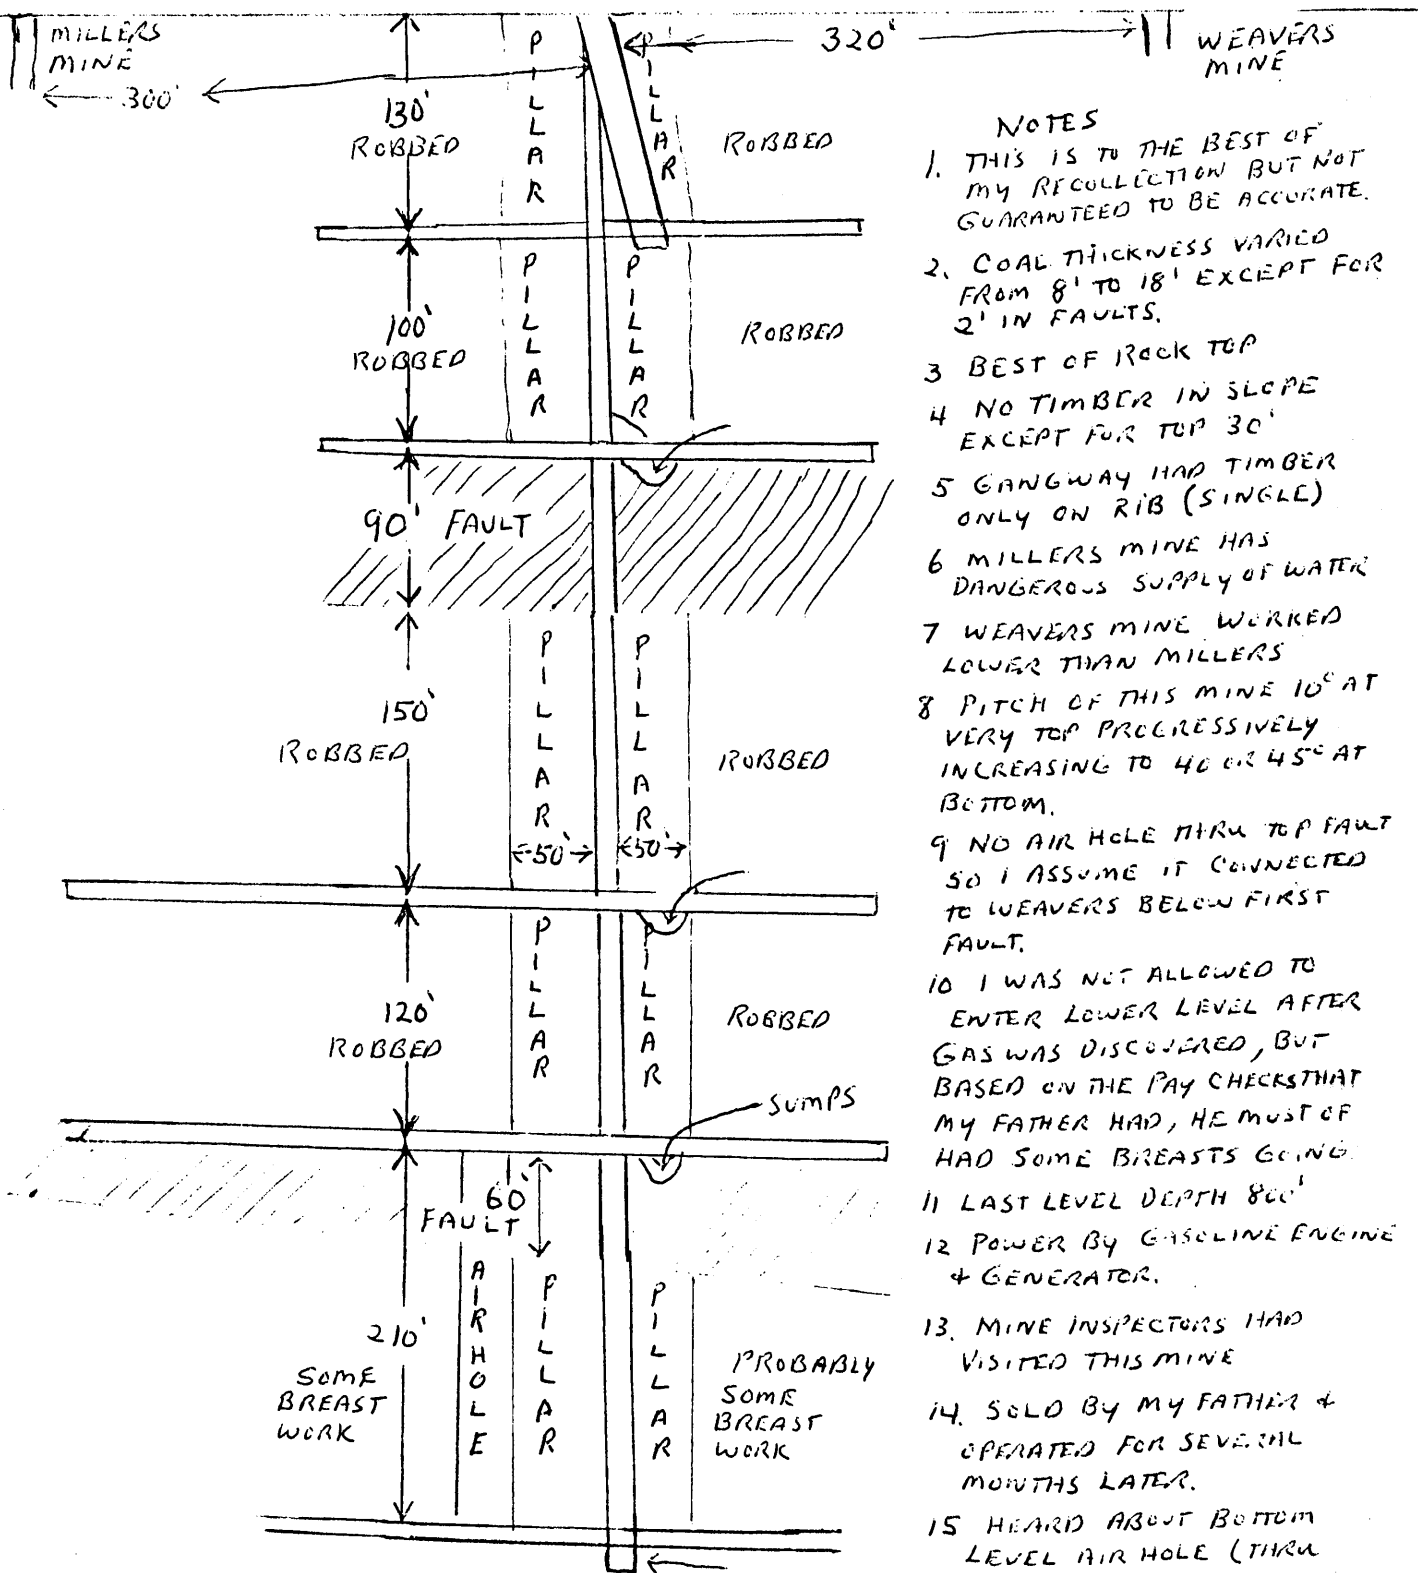 MILLERS
MINE
300'
320'
WEAVERS
MINE
130'
ROBBED
PILLAR
PILLAR
ROBBED
100'
ROBBED
PILLAR
PILLAR
ROBBED
90' FAULT
150'
ROBBED
PILLAR
PILLAR
ROBBED
50'
50'
120'
ROBBED
PILLAR
PILLAR
ROBBED
SUMPS
60'
FAULT
210'
SOME
BREAST
WORK
AIRHOLE
PILLAR
PILLAR
PROBABLY
SOME
BREAST
WORK
NOTES
1. THIS IS TO THE BEST OF
MY RECOLLECTION BUT NOT
GUARANTEED TO BE ACCURATE.
2. COAL THICKNESS VARIED
FROM 8' TO 18' EXCEPT FOR
2' IN FAULTS.
3 BEST OF ROCK TOP
4 NO TIMBER IN SLOPE
EXCEPT FOR TOP 30'
5 GANGWAY HAD TIMBER
ONLY ON RIB (SINGLE)
6 MILLERS MINE HAS
DANGEROUS SUPPLY OF WATER
7 WEAVERS MINE WORKED
LOWER THAN MILLERS
8 PITCH OF THIS MINE 10° AT
VERY TOP PROGRESSIVELY
INCREASING TO 40 OR 45° AT
BOTTOM.
9 NO AIR HOLE THRU TOP FAULT
SO I ASSUME IT CONNECTED
TO WEAVERS BELOW FIRST
FAULT.
10 I WAS NOT ALLOWED TO
ENTER LOWER LEVEL AFTER
GAS WAS DISCOVERED, BUT
BASED ON THE PAY CHECKS THAT
MY FATHER HAD, HE MUST OF
HAD SOME BREASTS GOING.
11 LAST LEVEL DEPTH 800'
12 POWER BY GASOLINE ENGINE
+ GENERATOR.
13. MINE INSPECTORS HAD
VISITED THIS MINE
14. SOLD BY MY FATHER +
OPERATED FOR SEVERAL
MONTHS LATER.
15 HEARD ABOUT BOTTOM
LEVEL AIR HOLE (THRU